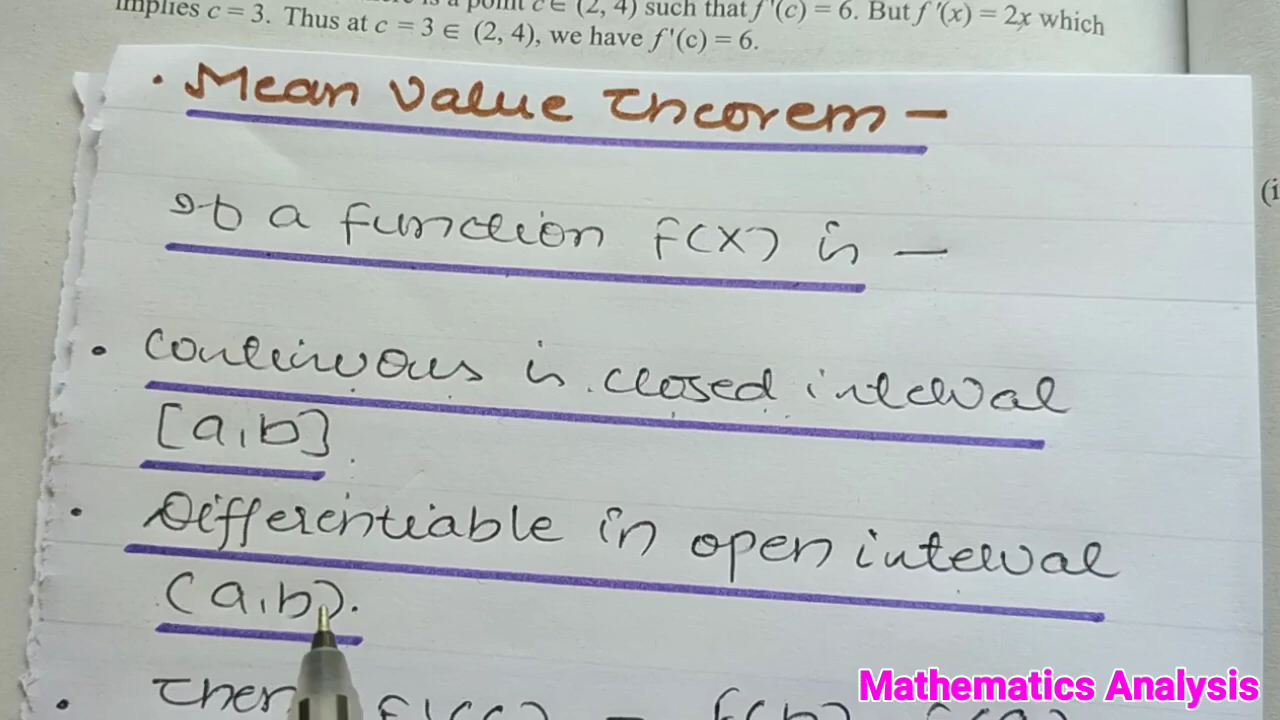 implies c = 3. Thus at c = 3 ∈ (2, 4), we have f'(c) = 6.
a point c ∈ (2, 4) such that f'(c) = 6. But f'(x) = 2x which
(i
• Mean Value Theorem –
If a function f(x) is –
• Continuous in closed interval
[a,b]
• Differentiable in open interval
(a,b).
• Then f'(c) = f(b) f(a)
Mathematics Analysis